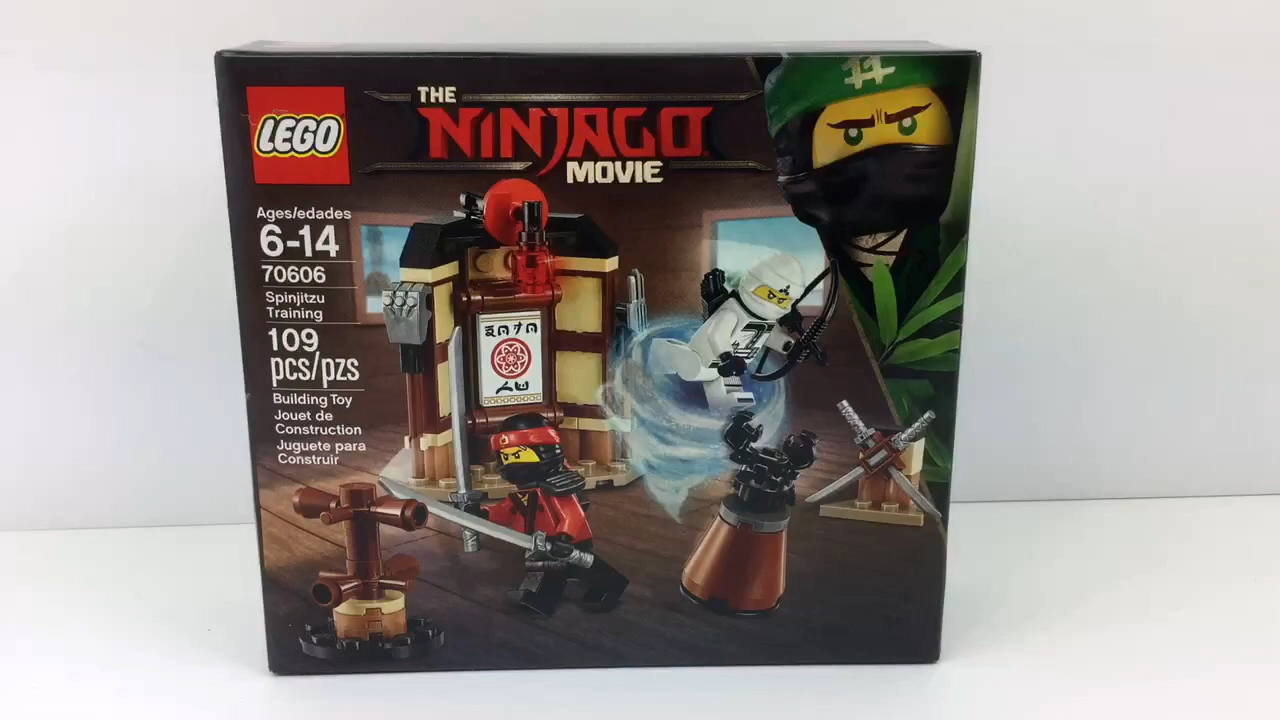 LEGO
THE
NINJAGO
MOVIE
Ages/edades
6-14
70606
Spinjitzu
Training
109
pcs/pzs
Building Toy
Jouet de
Construction
Juguete para
Construir